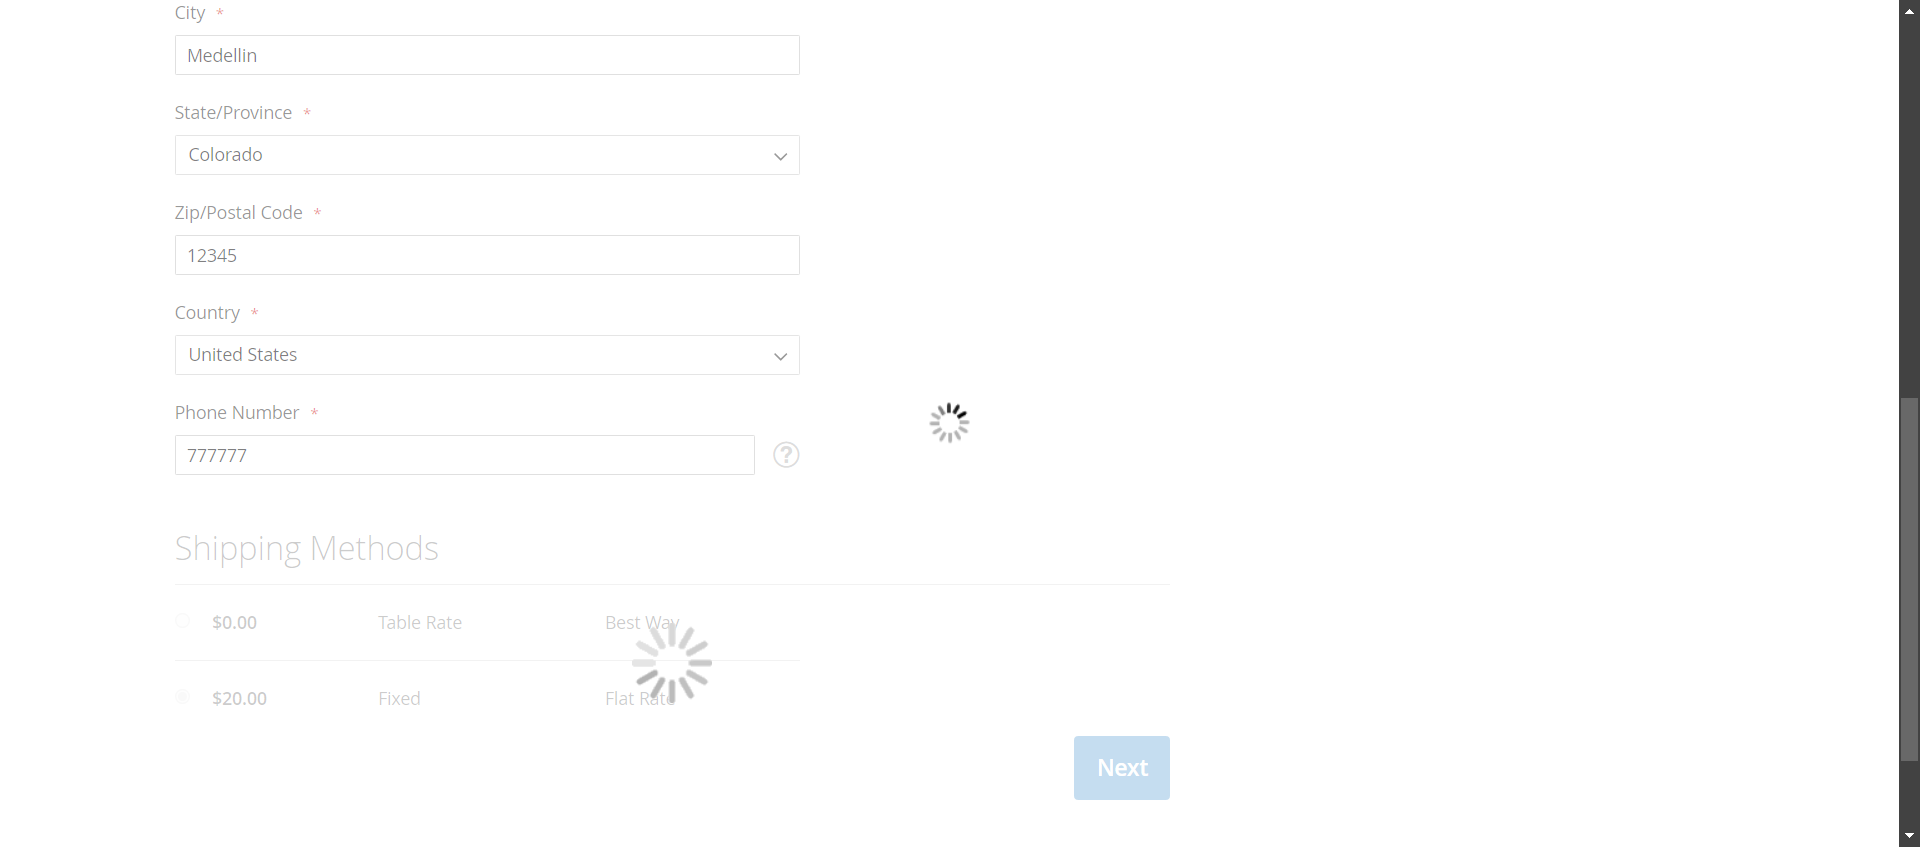 City *
Medellin
State/Province *
Colorado
Zip/Postal Code *
12345
Country *
United States
Phone Number *
777777
Shipping Methods
$0.00 Table Rate Best Way
$20.00 Fixed Flat Rate
Next